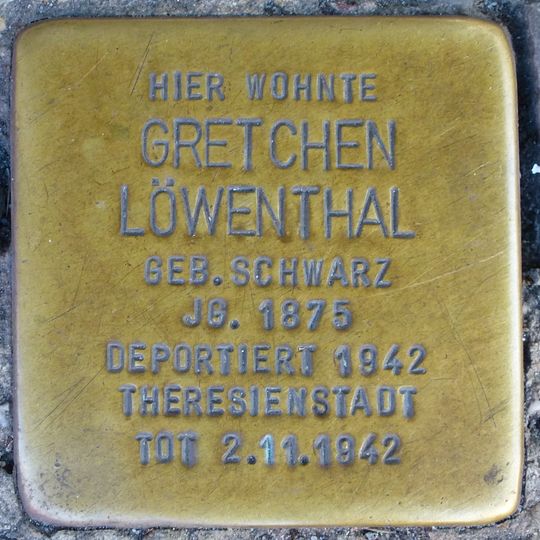 HIER WOHNTE
GRETCHEN
LÖWENTHAL
GEB. SCHWARZ
JG. 1875
DEPORTIERT 1942
THERESIENSTADT
TOT 2.11.1942